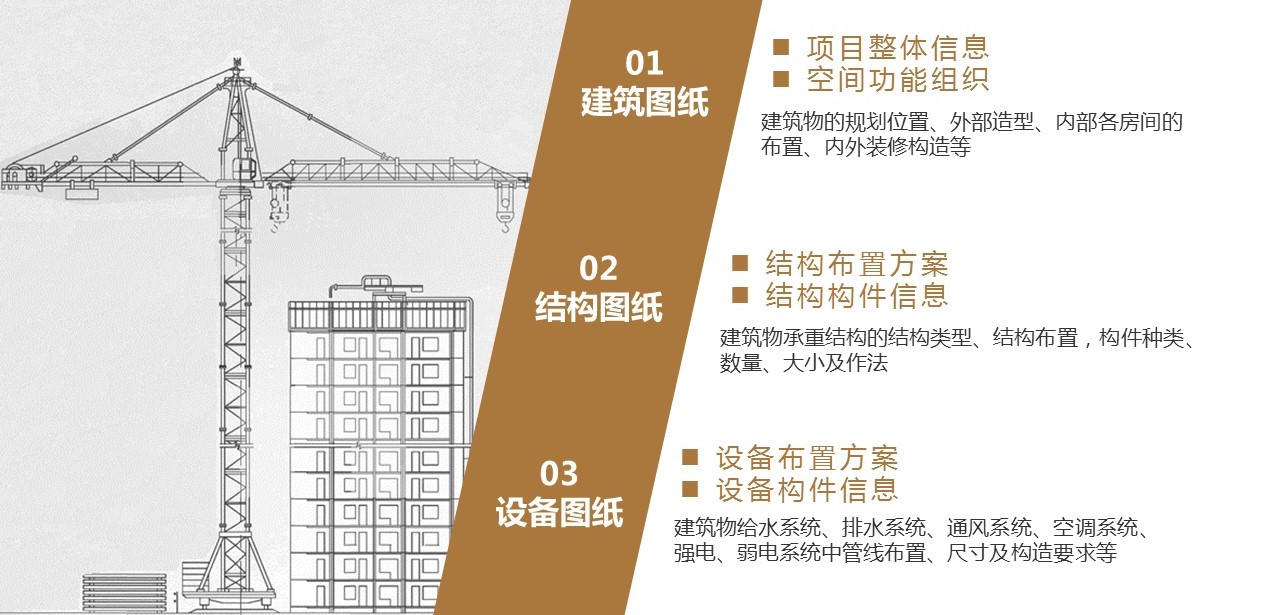 01
建筑图纸
■ 项目整体信息
■ 空间功能组织
建筑物的规划位置、外部造型、内部各房间的
布置、内外装修构造等
02
结构图纸
■ 结构布置方案
■ 结构构件信息
建筑物承重结构的结构类型、结构布置，构件种类、
数量、大小及作法
03
设备图纸
■ 设备布置方案
■ 设备构件信息
建筑物给水系统、排水系统、通风系统、空调系统、
强电、弱电系统中管线布置、尺寸及构造要求等